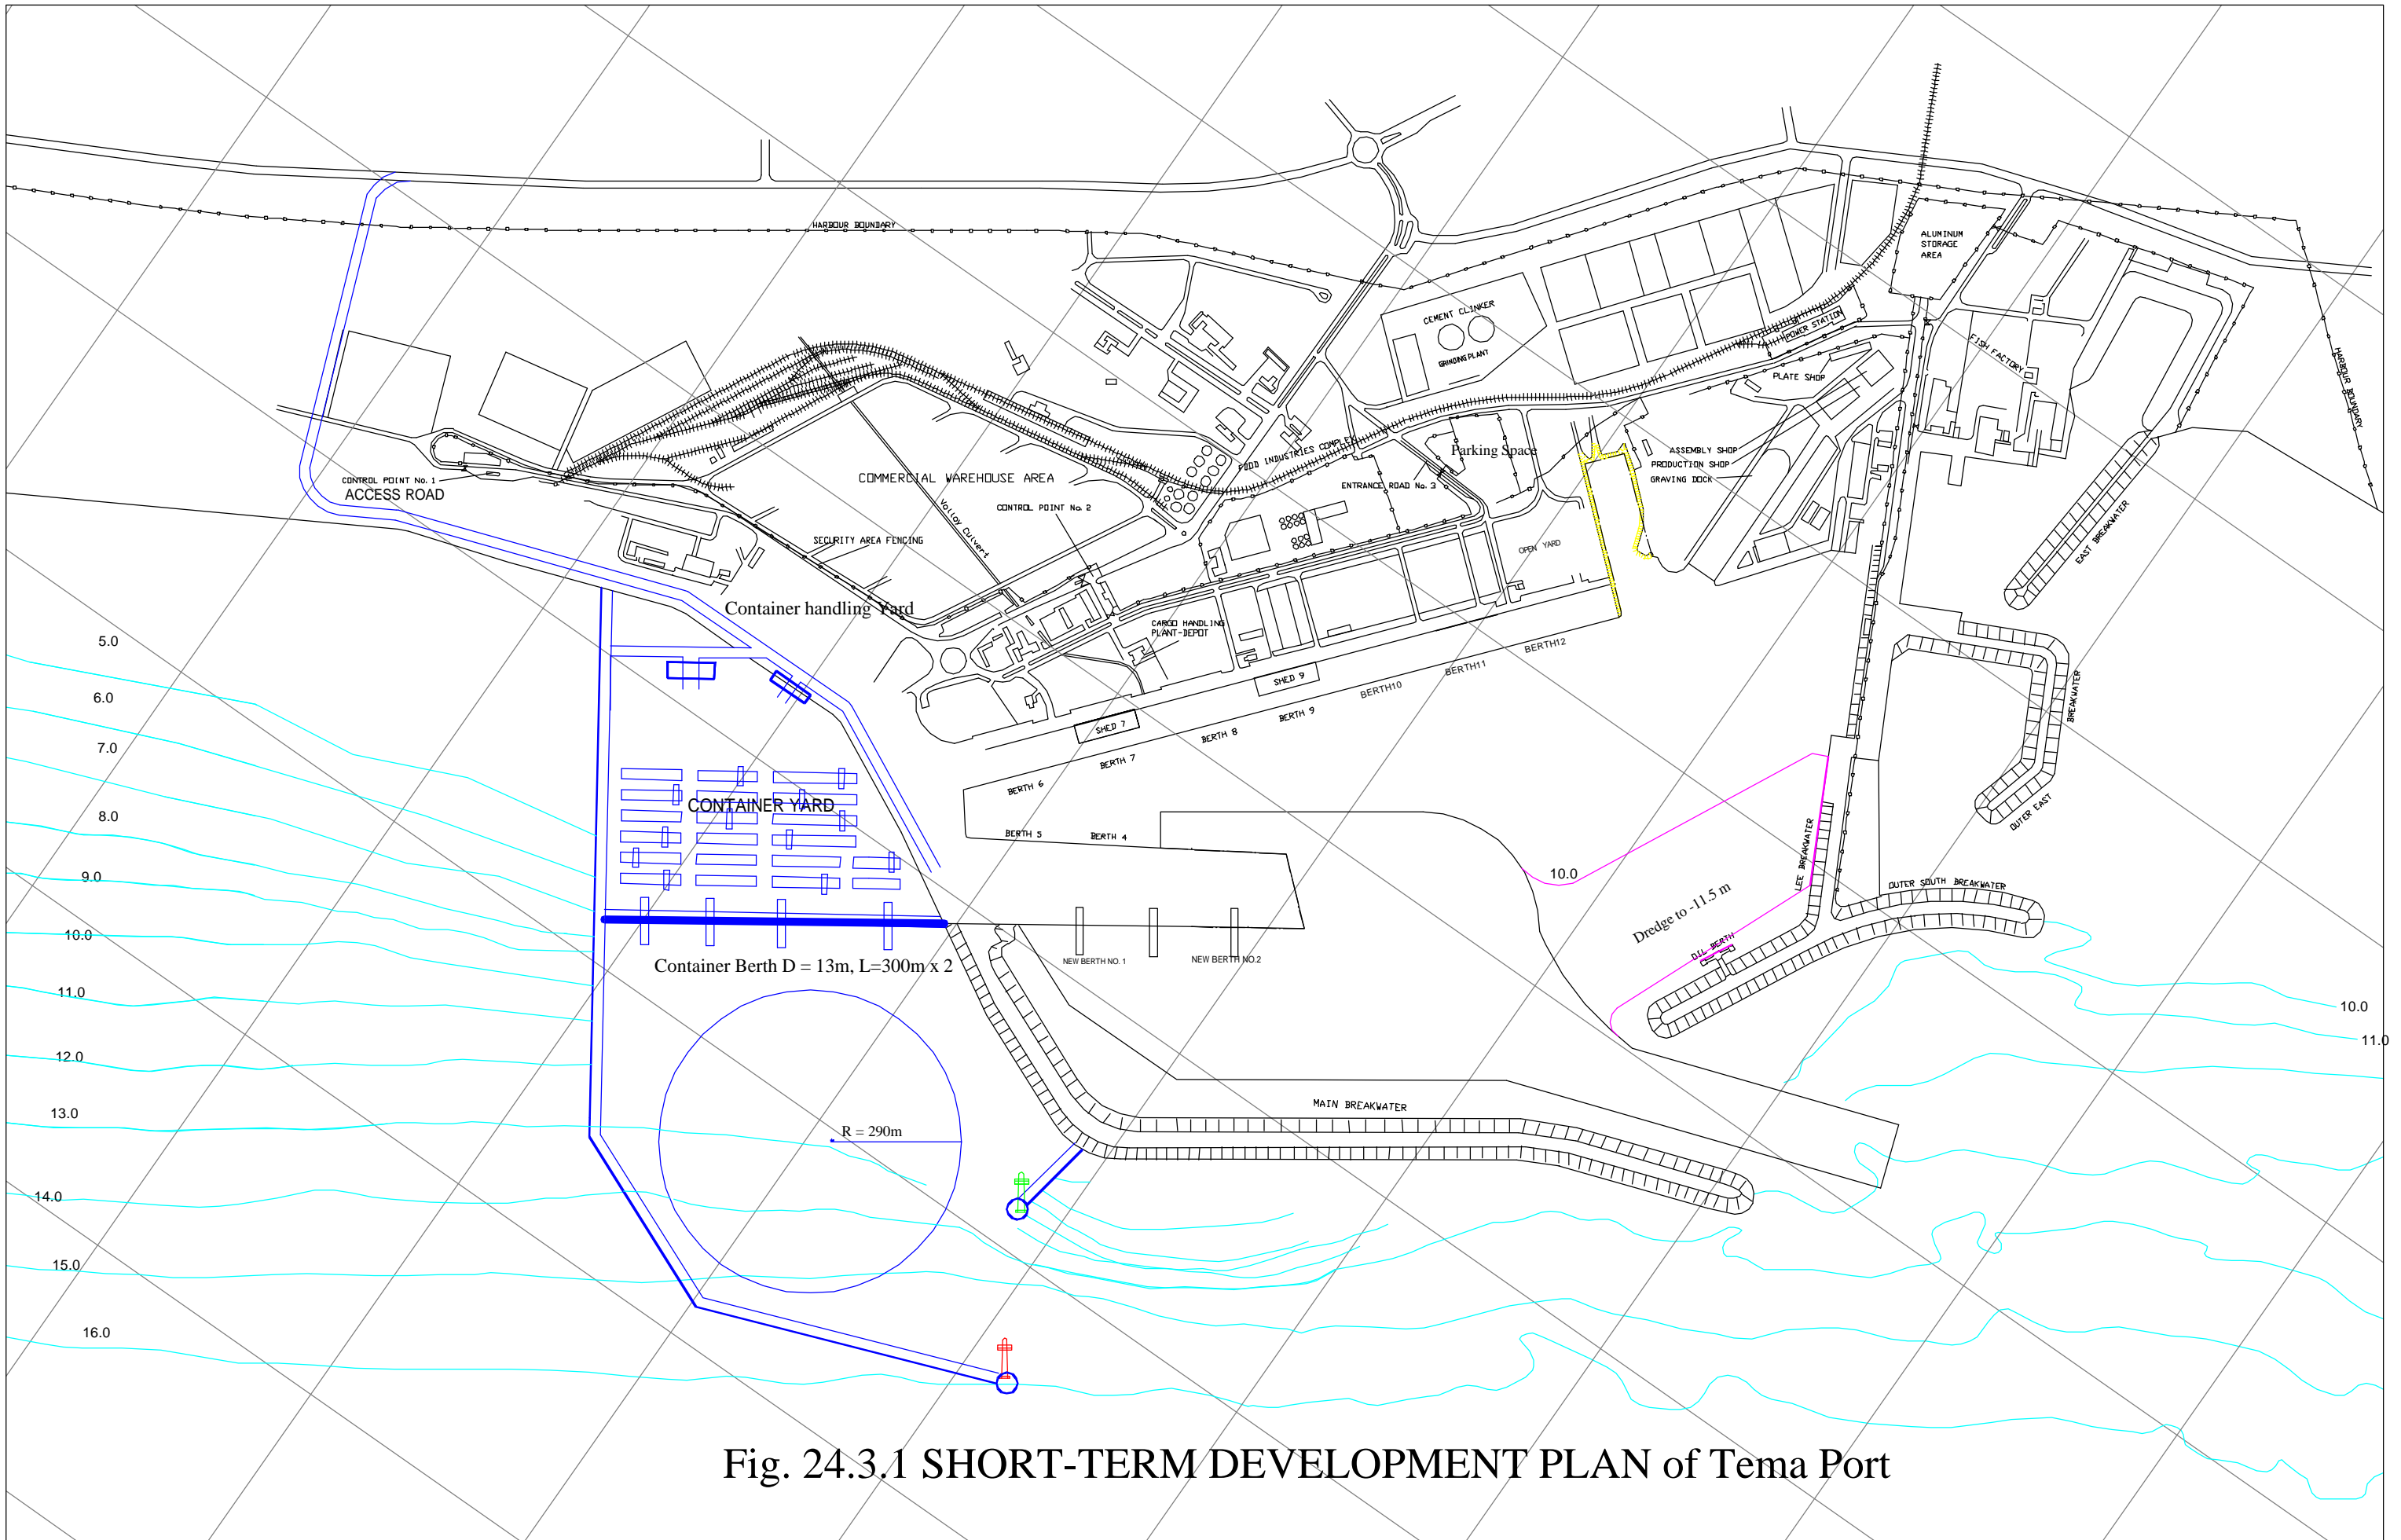 HARBOUR BOUNDARY
ALUMINUM
STORAGE
AREA
CEMENT CLINKER
GRINDING PLANT
POWER STATION
FISH FACTORY
HARBOUR BOUNDARY
PLATE SHOP
FOOD INDUSTRIES COMPLEX
Parking Space
ASSEMBLY SHOP
PRODUCTION SHOP
GRAVING DOCK
CONTROL POINT No. 1
ACCESS ROAD
COMMERCIAL WAREHOUSE AREA
ENTRANCE ROAD No. 3
CONTROL POINT No. 2
Valley Culvert
SECURITY AREA FENCING
OPEN YARD
EAST BREAKWATER
Container handling Yard
CARGO HANDLING
PLANT-DEPOT
SHED 7
SHED 9
BERTH12
BERTH11
BERTH10
BERTH 9
BERTH 8
BERTH 7
BERTH 6
BERTH 5
BERTH 4
BREAKWATER
OUTER EAST
5.0
6.0
7.0
8.0
9.0
10.0
11.0
12.0
13.0
14.0
15.0
16.0
CONTAINER YARD
10.0
LEE BREAKWATER
OUTER SOUTH BREAKWATER
Dredge to -11.5 m
OIL BERTH
Container Berth D = 13m, L=300m x 2
NEW BERTH NO. 1
NEW BERTH NO.2
10.0
11.0
MAIN BREAKWATER
R = 290m
Fig. 24.3.1 SHORT-TERM DEVELOPMENT PLAN of Tema Port